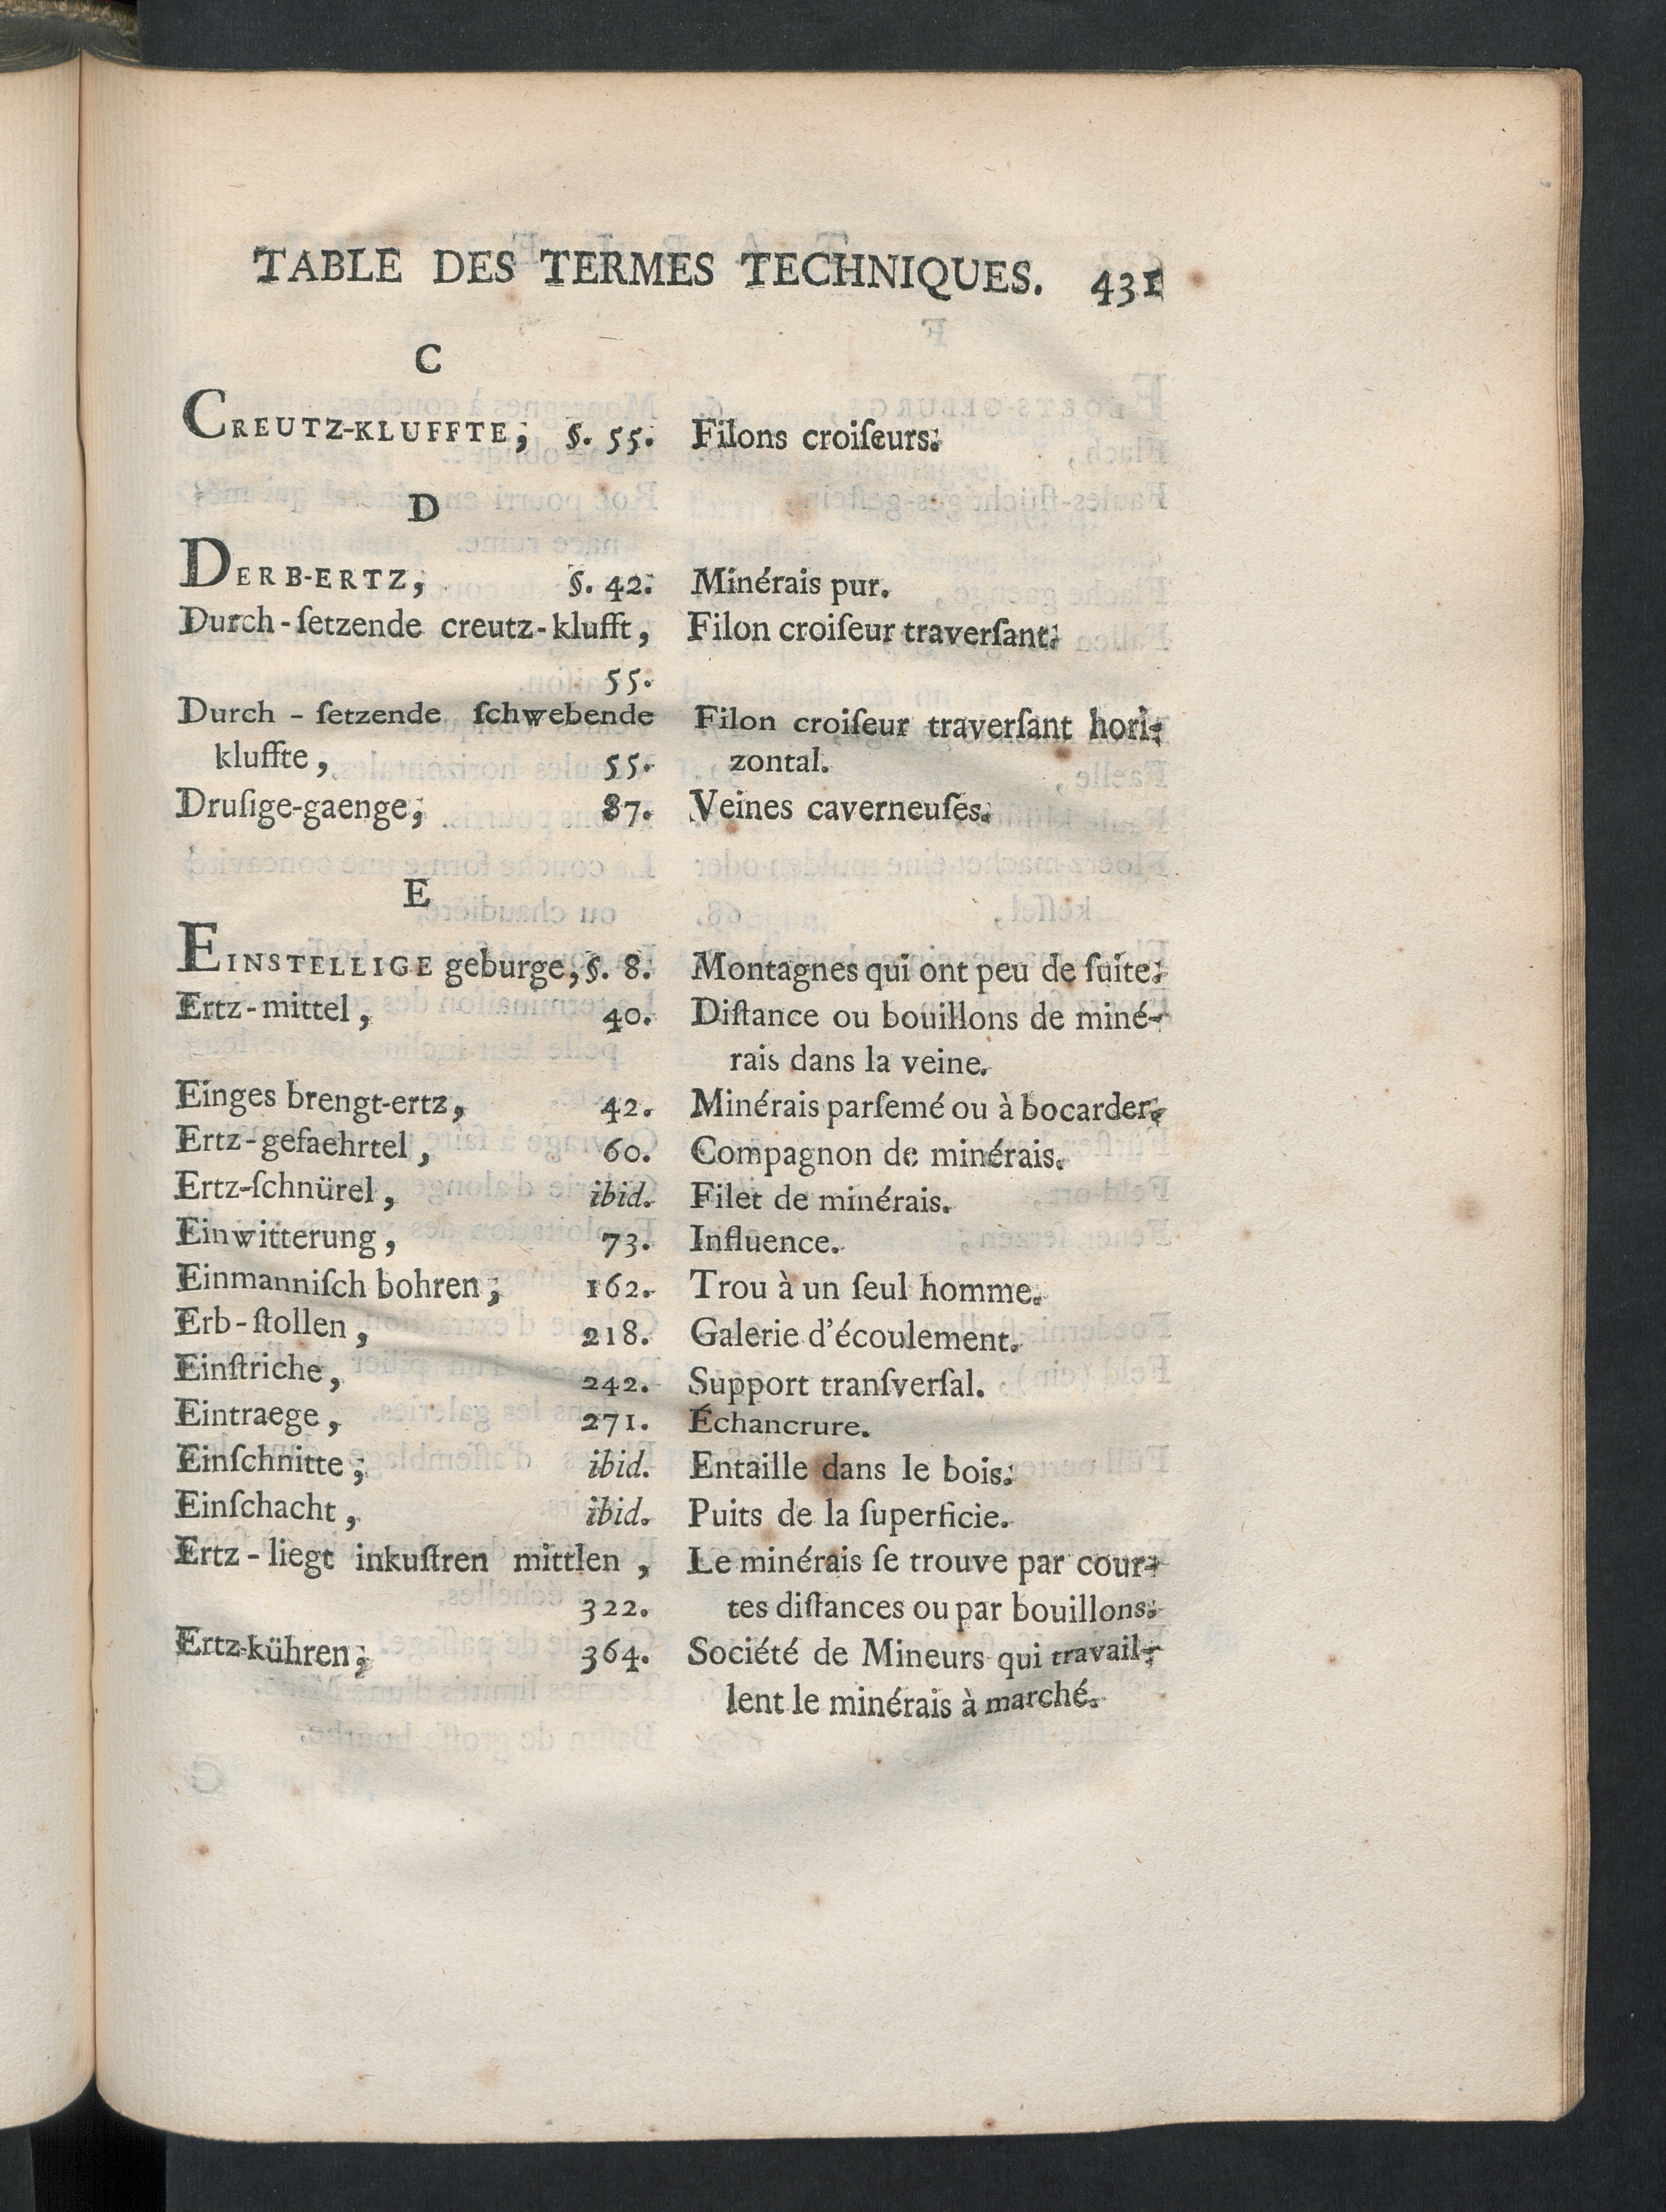 TABLE DES TERMES TECHNIQUES. 431
C
CREUTZ-KLUFFTE, §. 55. Filons croiſeurs.
D
DERB-ERTZ, §. 42. Minérais pur.
Durch-ſetzende creutz-klufft, Filon croiſeur traverſant.
55.
Durch-ſetzende ſchwebende Filon croiſeur traverſant hori-
kluffte, 55. zontal.
Druſige-gaenge, 87. Veines caverneuſes.
E
EINSTELLIGE geburge, §. 8. Montagnes qui ont peu de ſuite.
Ertz-mittel, 40. Diſtance ou bouillons de miné-
rais dans la veine.
Einges brengt-ertz, 42. Minérais parſemé ou à bocarder.
Ertz-gefaehrtel, 60. Compagnon de minérais.
Ertz-ſchnürel, ibid. Filet de minérais.
Einwitterung, 73. Influence.
Einmanniſch bohren, 162. Trou à un ſeul homme.
Erb-ſtollen, 218. Galerie d'écoulement.
Einſtriche, 242. Support tranſverſal.
Eintraege, 271. Échancrure.
Einſchnitte, ibid. Entaille dans le bois.
Einſchacht, ibid. Puits de la ſuperficie.
Ertz-liegt inkuſtren mittlen, Le minérais ſe trouve par cour-
322. tes diſtances ou par bouillons.
Ertz-kühren, 364. Société de Mineurs qui travail-
lent le minérais à marché.